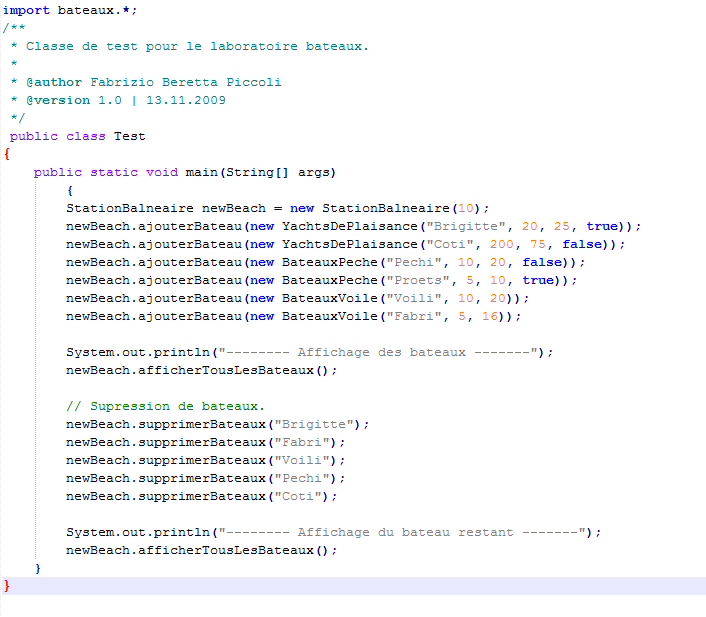 import bateaux.*;
/**
 * Classe de test pour le laboratoire bateaux.
 *
 * @author Fabrizio Beretta Piccoli
 * @version 1.0 | 13.11.2009
 */
 public class Test
{
    public static void main(String[] args)
        {
        StationBalneaire newBeach = new StationBalneaire(10);
        newBeach.ajouterBateau(new YachtsDePlaisance("Brigitte", 20, 25, true));
        newBeach.ajouterBateau(new YachtsDePlaisance("Coti", 200, 75, false));
        newBeach.ajouterBateau(new BateauxPeche("Pechi", 10, 20, false));
        newBeach.ajouterBateau(new BateauxPeche("Proets", 5, 10, true));
        newBeach.ajouterBateau(new BateauxVoile("Voili", 10, 20));
        newBeach.ajouterBateau(new BateauxVoile("Fabri", 5, 16));

        System.out.println("-------- Affichage des bateaux -------");
        newBeach.afficherTousLesBateaux();

        // Supression de bateaux.
        newBeach.supprimerBateaux("Brigitte");
        newBeach.supprimerBateaux("Fabri");
        newBeach.supprimerBateaux("Voili");
        newBeach.supprimerBateaux("Pechi");
        newBeach.supprimerBateaux("Coti");

        System.out.println("-------- Affichage du bateau restant -------");
        newBeach.afficherTousLesBateaux();
    }
}